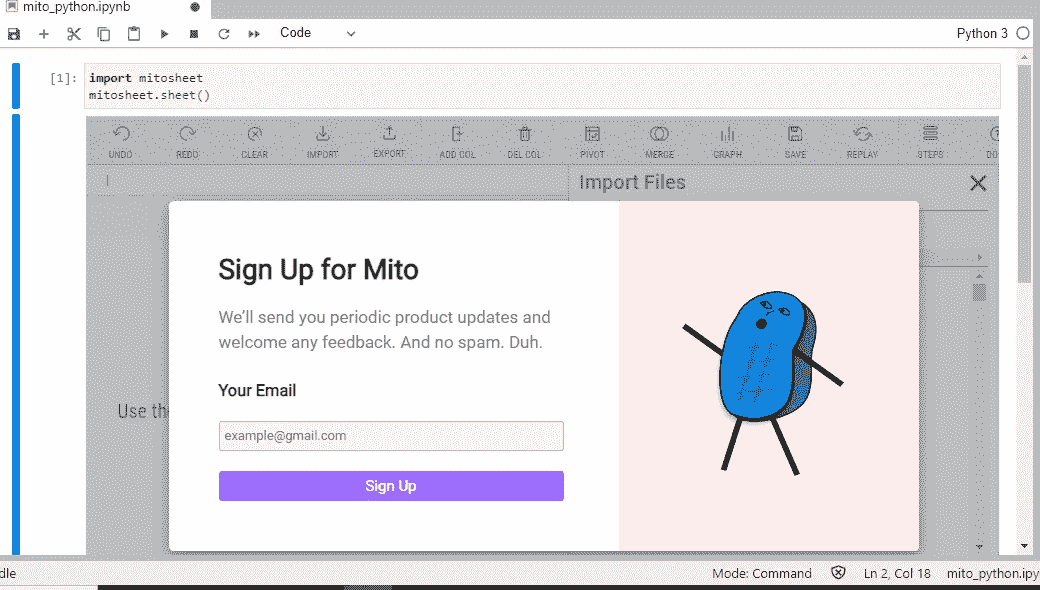 mito_python.ipynb
Code
Python 3
[1]:
import mitosheet
mitosheet.sheet()
UNDO
REDO
CLEAR
IMPORT
EXPORT
ADD COL
DEL COL
PIVOT
MERGE
GRAPH
SAVE
REPLAY
STEPS
DO
Import Files
Sign Up for Mito
We'll send you periodic product updates and
welcome any feedback. And no spam. Duh.
Your Email
Use th
example@gmail.com
Sign Up
dle
Mode: Command
Ln 2, Col 18
mito_python.ipy